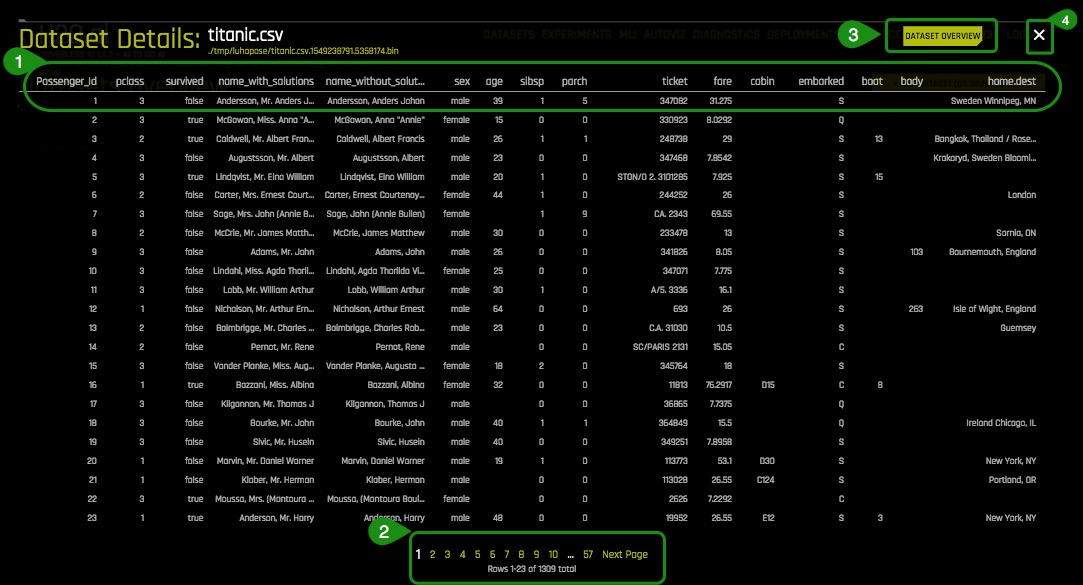 Dataset Details: titanic.csv
./tmp/luhapase/titanic.csv.1549238791.5358174.bin
DATASETS EXPERIMENTS MLI AUTOVIZ DIAGNOSTICS
3
DATASET OVERVIEW
4
1
Passenger_Id pclass survived name_with_salutions name_without_salut... sex age sibsp parch ticket fare cabin embarked boat body home.dest
1 3 false Andersson, Mr. Anders J... Andersson, Anders Johan male 39 1 5 347082 31.275 S Sweden Winnipeg, MN
2 3 true McGowan, Miss. Anna "A... McGowan, Anna "Annie" female 15 0 0 330923 8.0292 Q
3 2 true Caldwell, Mr. Albert Fran... Caldwell, Albert Francis male 26 1 1 248738 29 S 13 Bangkok, Thailand / Rose...
4 3 false Augustsson, Mr. Albert Augustsson, Albert male 23 0 0 347468 7.8542 S Krakoryd, Sweden Bloomi...
5 3 true Lindqvist, Mr. Eino William Lindqvist, Eino William male 20 1 0 STON/O 2. 3101285 7.925 S 15
6 2 false Carter, Mrs. Ernest Court... Carter, Ernest Courtenay... female 44 1 0 244252 26 S London
7 3 false Sage, Mrs. John (Annie B... Sage, John (Annie Bullen) female 1 9 CA. 2343 69.55 S
8 2 false McCrie, Mr. James Matth... McCrie, James Matthew male 30 0 0 233478 13 S Sarnia, ON
9 3 false Adams, Mr. John Adams, John male 26 0 0 341826 8.05 S 103 Bournemouth, England
10 3 false Lindahl, Miss. Agda Thoril... Lindahl, Agda Thorilda Vi... female 25 0 0 347071 7.775 S
11 3 false Lobb, Mr. William Arthur Lobb, William Arthur male 30 1 0 A/5. 3336 16.1 S
12 1 false Nicholson, Mr. Arthur Ern... Nicholson, Arthur Ernest male 64 0 0 693 26 S 263 Isle of Wight, England
13 2 false Baimbrigge, Mr. Charles ... Baimbrigge, Charles Rob... male 23 0 0 C.A. 31030 10.5 S Guernsey
14 2 false Pernot, Mr. Rene Pernot, Rene male 0 0 SC/PARIS 2131 15.05 C
15 3 false Vander Planke, Miss. Aug... Vander Planke, Augusta ... female 18 2 0 345764 18 S
16 1 true Bazzani, Miss. Albina Bazzani, Albina female 32 0 0 11813 76.2917 D15 C 8
17 3 false Kilgannon, Mr. Thomas J Kilgannon, Thomas J male 0 0 36865 7.7375 Q
18 3 false Bourke, Mr. John Bourke, John male 40 1 1 364849 15.5 Q Ireland Chicago, IL
19 3 false Sivic, Mr. Husein Sivic, Husein male 40 0 0 349251 7.8958 S
20 1 false Marvin, Mr. Daniel Warner Marvin, Daniel Warner male 19 1 0 113773 53.1 D30 S New York, NY
21 1 false Klaber, Mr. Herman Klaber, Herman male 0 0 113028 26.55 C124 S Portland, OR
22 3 true Moussa, Mrs. (Mantoura ... Moussa, (Mantoura Boul... female 0 0 2626 7.2292 C
23 1 true Anderson, Mr. Harry Anderson, Harry male 48 0 0 19952 26.55 E12 S 3 New York, NY
2
1 2 3 4 5 6 7 8 9 10 ... 57 Next Page
Rows 1-23 of 1309 total